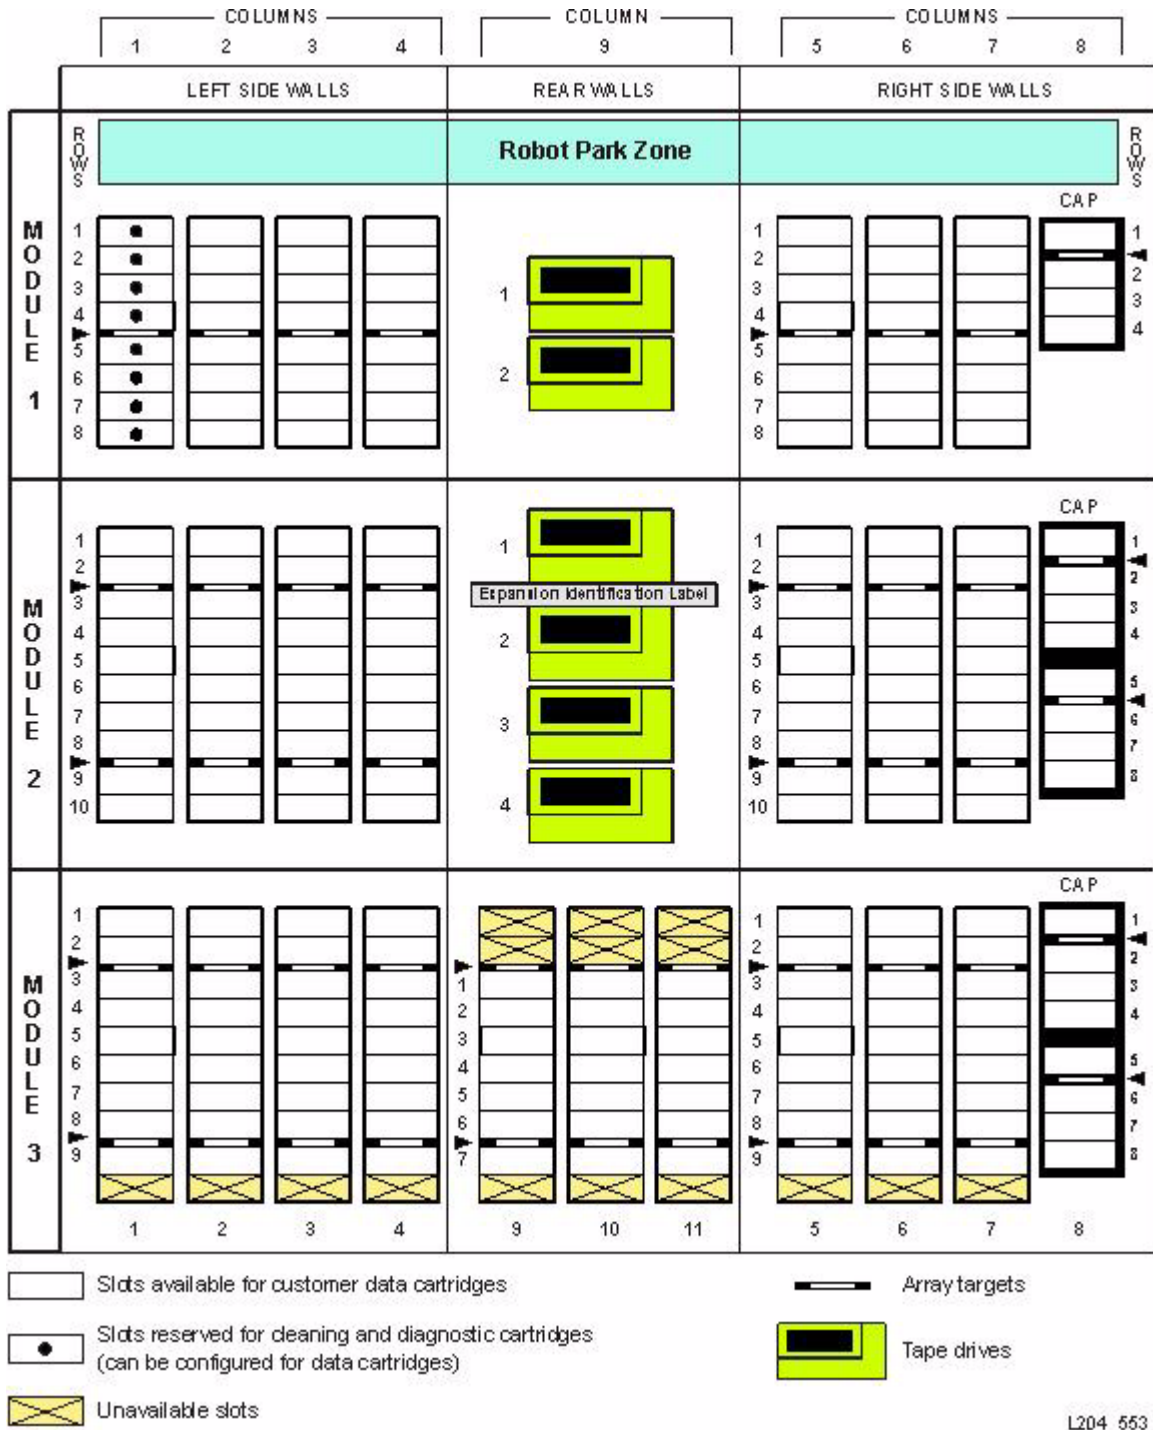 COLUMNS COLUMN COLUMNS
1 2 3 4 9 5 6 7 8
LEFT SIDE WALLS REAR WALLS RIGHT SIDE WALLS
ROWS Robot Park Zone ROWS
CAP
MODULE 1
1 1 1
2 2 2
3 1 3 3
4 4 4
5 2 5
6 6
7 7
8 8
CAP
MODULE 2
1 1 1 1
2 2 2
Expansion Identification Label
3 3 3
4 2 4 4
5 5 5
6 6 6
7 3 7 7
8 8 8
9 4 9
10 10
CAP
MODULE 3
1 1 1
2 2 2
3 1 3 3
4 2 4 4
5 3 5 5
6 4 6 6
7 5 7 7
8 6 8 8
9 7 9
1 2 3 4 9 10 11 5 6 7 8
Slots available for customer data cartridges
Array targets
Slots reserved for cleaning and diagnostic cartridges
(can be configured for data cartridges)
Tape drives
Unavailable slots
L204_553